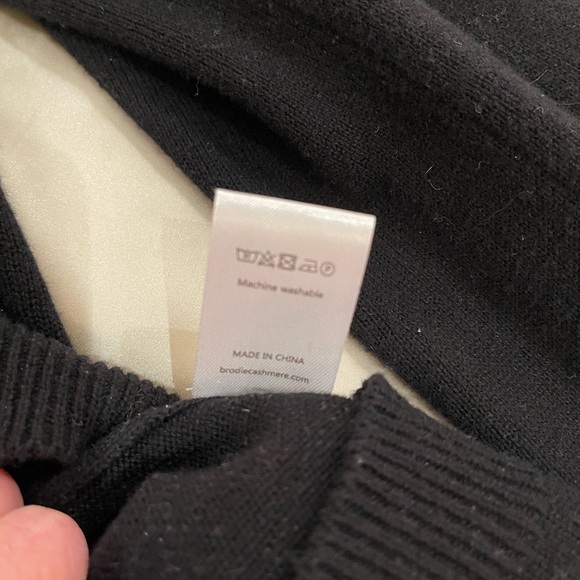 Machine washable
MADE IN CHINA
brodiecashmere.com